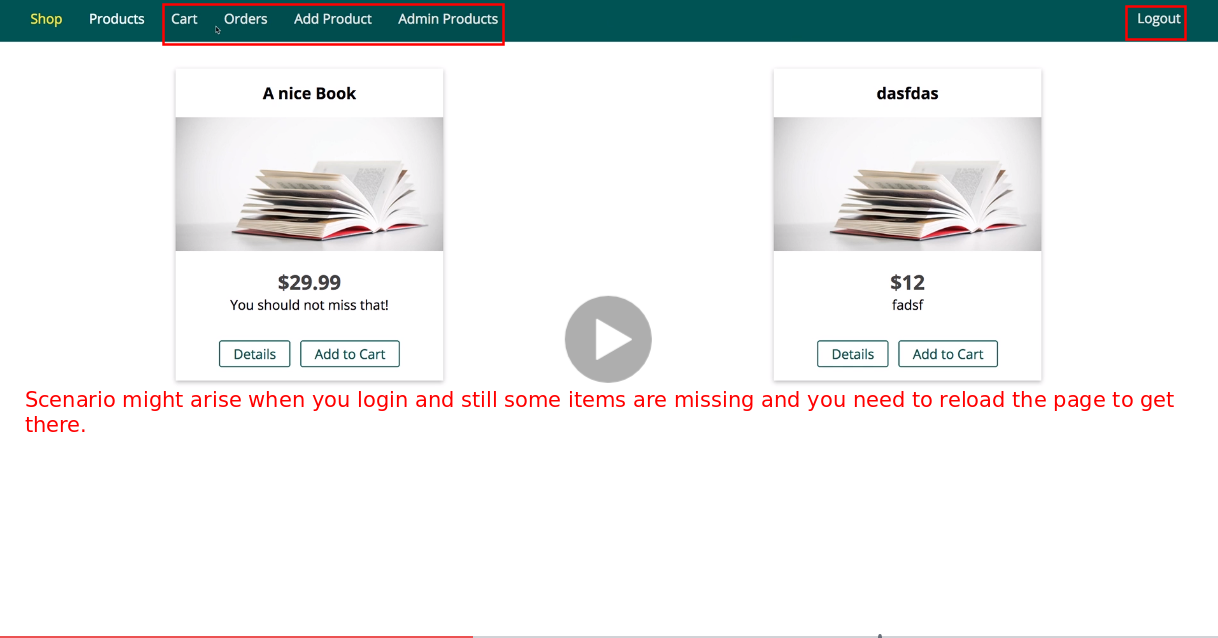 Shop Products Cart Orders Add Product Admin Products Logout
A nice Book
$29.99
You should not miss that!
Details Add to Cart
dasfdas
$12
fadsf
Details Add to Cart
Scenario might arise when you login and still some items are missing and you need to reload the page to get
there.